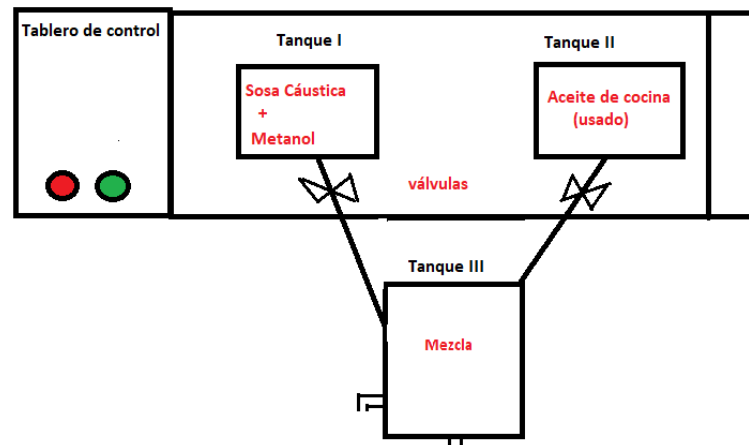 Tablero de control
Tanque I
Tanque II
Sosa Cáustica
+
Metanol
Aceite de cocina
(usado)
válvulas
Tanque III
Mezcla